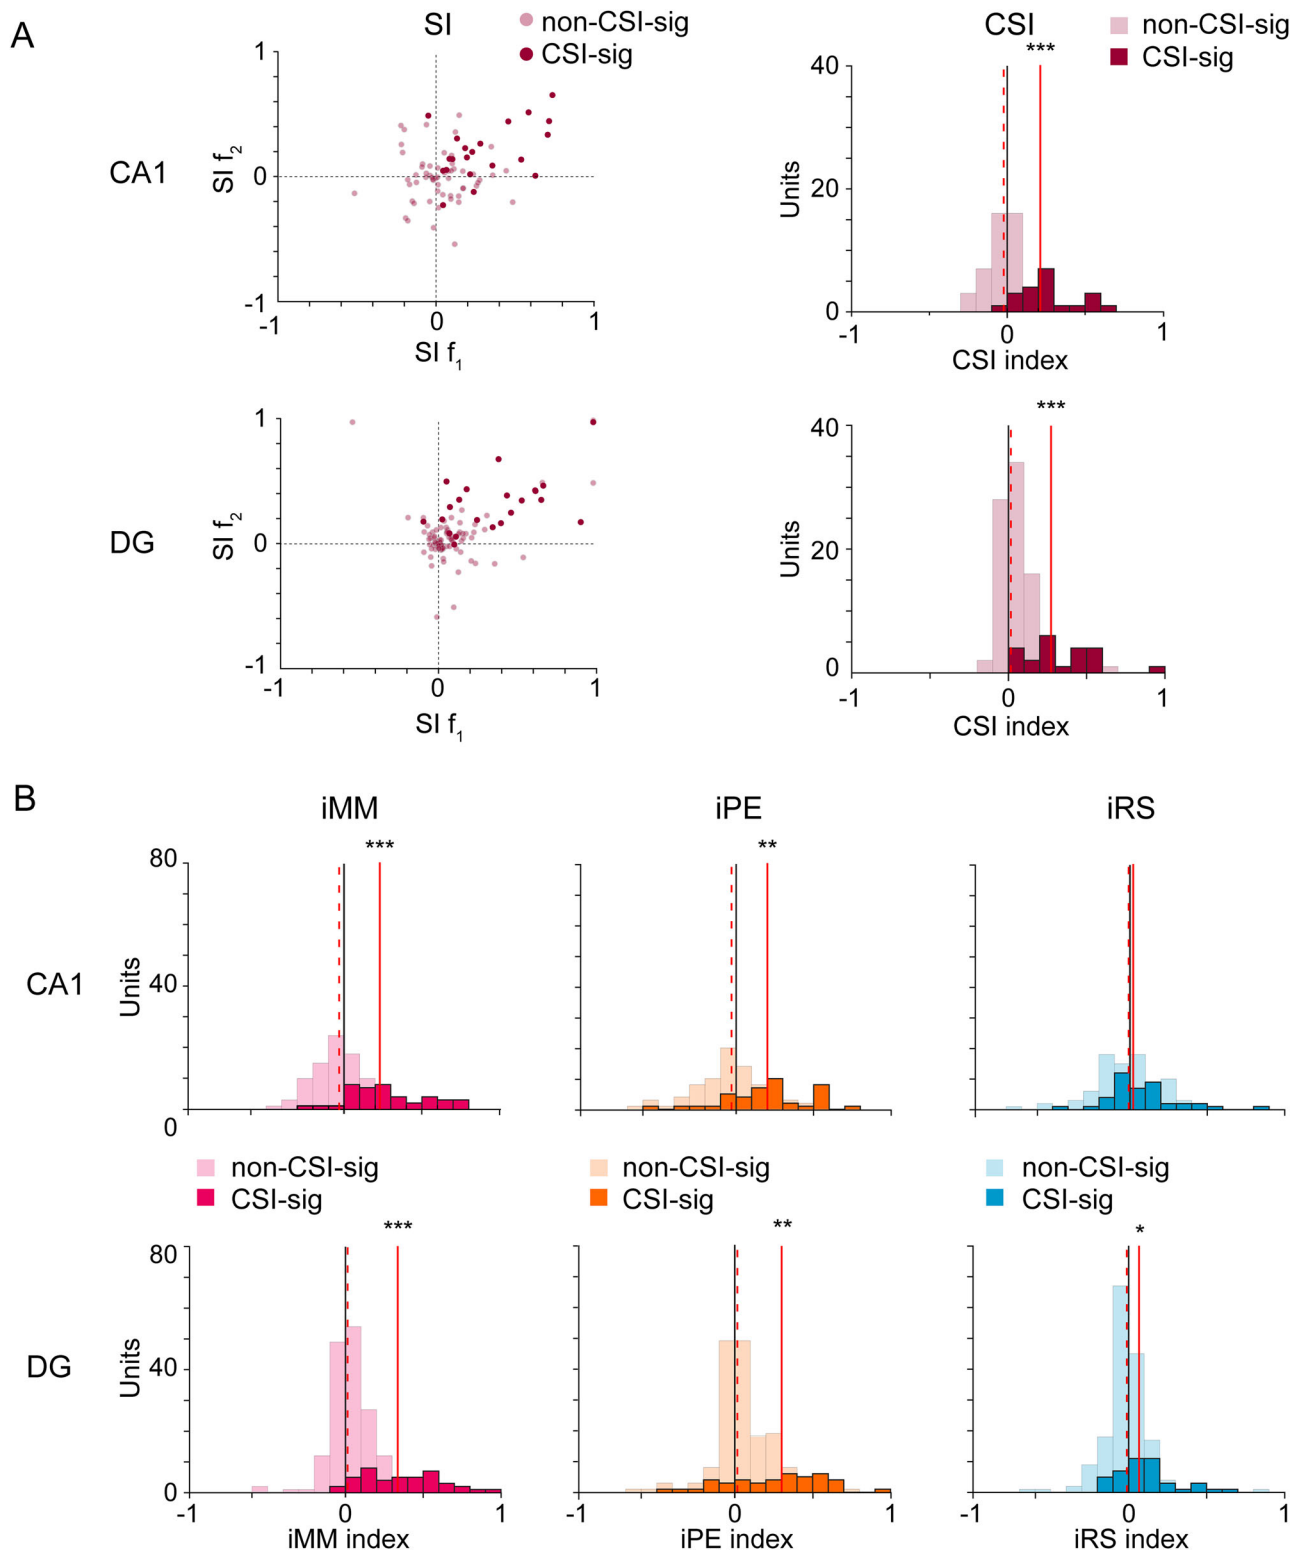 A
SI
non-CSI-sig
CSI-sig
CSI
non-CSI-sig
CSI-sig
***
CA1
SI f2
1
0
-1
-1 0 1
SI f1
Units
40
20
0
-1 0 1
CSI index
DG
SI f2
1
0
-1
-1 0 1
SI f1
***
Units
40
20
0
-1 0 1
CSI index
B
iMM
iPE
iRS
***
**
CA1
Units
80
40
0
non-CSI-sig
CSI-sig
non-CSI-sig
CSI-sig
non-CSI-sig
CSI-sig
***
**
*
DG
Units
80
40
0
0 1
iMM index
-1 0 1
iPE index
-1 0 1
iRS index